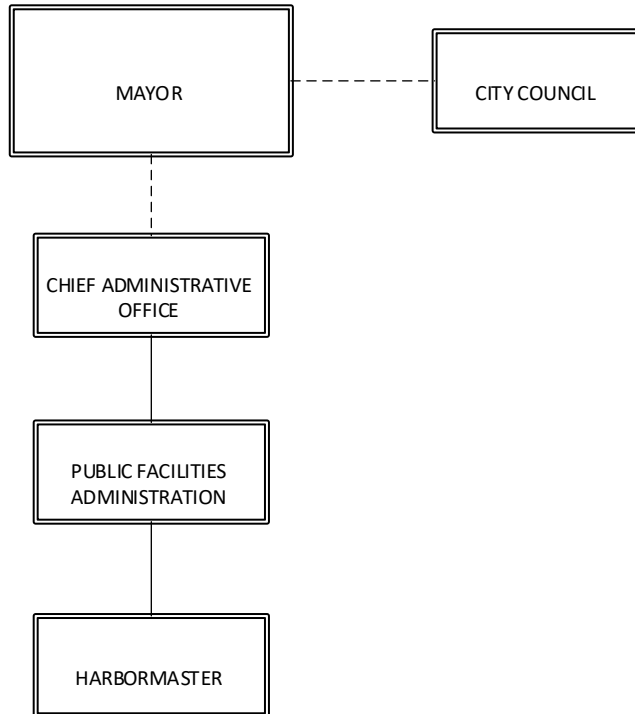 MAYOR
CITY COUNCIL
CHIEF ADMINISTRATIVE
OFFICE
PUBLIC FACILITIES
ADMINISTRATION
HARBORMASTER